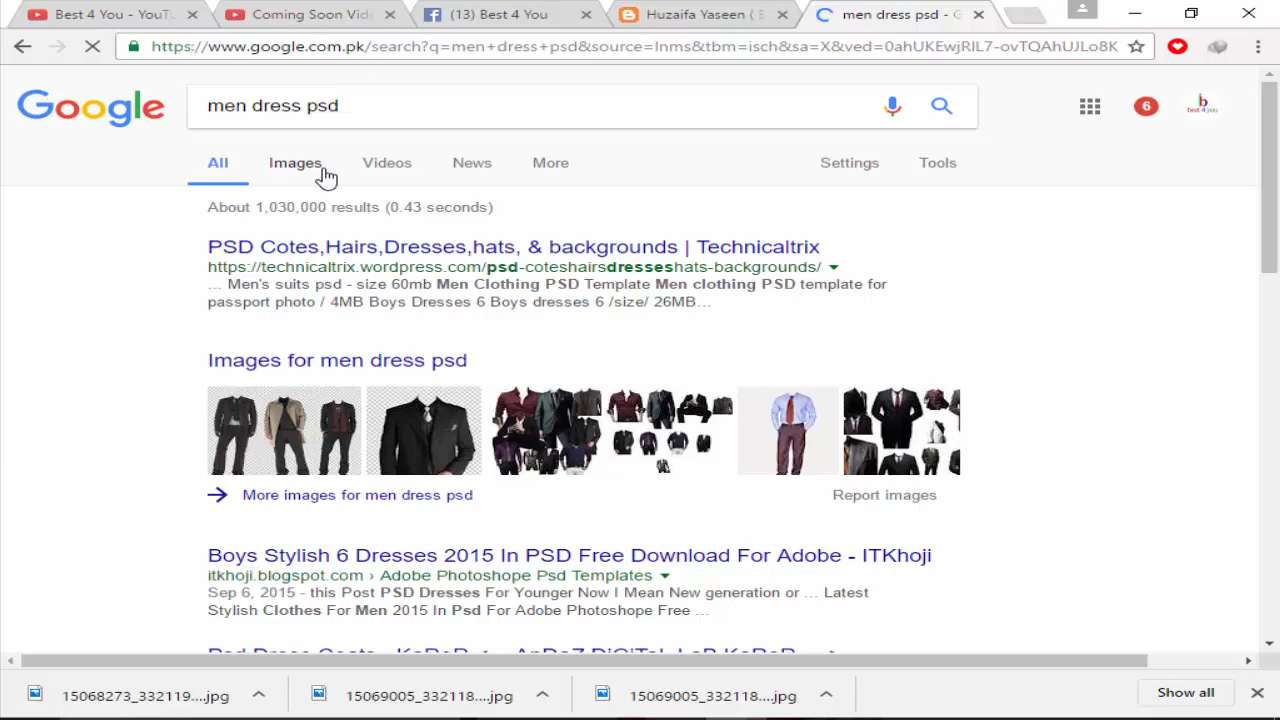 Best 4 You - YouTu
Coming Soon Vide
(13) Best 4 You
Huzaifa Yaseen ( B
men dress psd - G
https://www.google.com.pk/search?q=men+dress+psd&source=lnms&tbm=isch&sa=X&ved=0ahUKEwjRIL7-ovTQAhUJLo8K
Google
men dress psd
6
best 4 you
All Images Videos News More Settings Tools
About 1,030,000 results (0.43 seconds)
PSD Cotes,Hairs,Dresses,hats, & backgrounds | Technicaltrix
https://technicaltrix.wordpress.com/psd-coteshairsdresseshats-backgrounds/
... Men's suits psd - size 60mb Men Clothing PSD Template Men clothing PSD template for
passport photo / 4MB Boys Dresses 6 Boys dresses 6 /size/ 26MB...
Images for men dress psd
More images for men dress psd
Report images
Boys Stylish 6 Dresses 2015 In PSD Free Download For Adobe - ITKhoji
itkhoji.blogspot.com › Adobe Photoshope Psd Templates
Sep 6, 2015 - this Post PSD Dresses For Younger Now I Mean New generation or ... Latest
Stylish Clothes For Men 2015 In Psd For Adobe Photoshope Free ...
15068273_332119....jpg
15069005_332118....jpg
15069005_332118....jpg
Show all